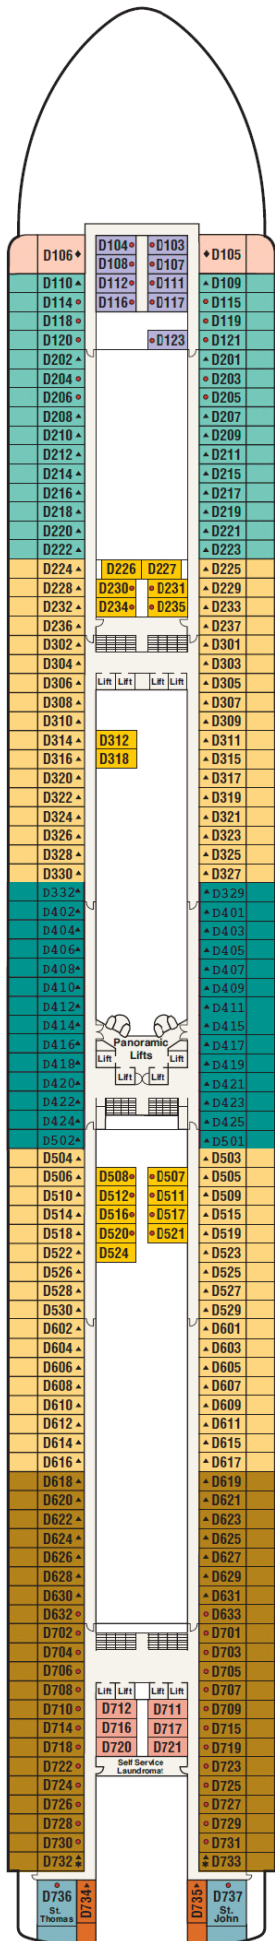 D106 D104 D103 D105
D108 D107
D110 D112 D111 D109
D114 D116 D117 D115
D118 D119
D120 D123 D121
D202 D201
D204 D203
D206 D205
D208 D207
D210 D209
D212 D211
D214 D215
D216 D217
D218 D219
D220 D221
D222 D223
D224 D226 D227 D225
D228 D230 D231 D229
D232 D234 D235 D233
D236 D237
D302 D301
D304 D303
D306 Lift Lift Lift Lift D305
D308 D307
D310 D309
D314 D312 D311
D316 D318 D315
D320 D317
D322 D319
D324 D321
D326 D323
D328 D325
D330 D327
D332 D329
D402 D401
D404 D403
D406 D405
D408 D407
D410 D409
D412 D411
D414 D415
D416 Panoramic D417
Lifts
D418 Lift Lift D419
D420 Lift Lift D421
D422 D423
D424 D425
D502 D501
D504 D503
D506 D508 D507 D505
D510 D512 D511 D509
D514 D516 D517 D515
D518 D520 D521 D519
D522 D524 D523
D526 D525
D528 D527
D530 D529
D602 D601
D604 D603
D606 D605
D608 D607
D610 D609
D612 D611
D614 D615
D616 D617
D618 D619
D620 D621
D622 D623
D624 D625
D626 D627
D628 D629
D630 D631
D632 D633
D702 D701
D704 D703
D706 D705
D708 Lift Lift Lift Lift D707
D710 D712 D711 D709
D714 D716 D717 D715
D718 D720 D721 D719
D722 Self Service D723
Laundromat
D724 D725
D726 D727
D728 D729
D730 D731
D732 D733
D736 D734 D735 D737
St. St.
Thomas John